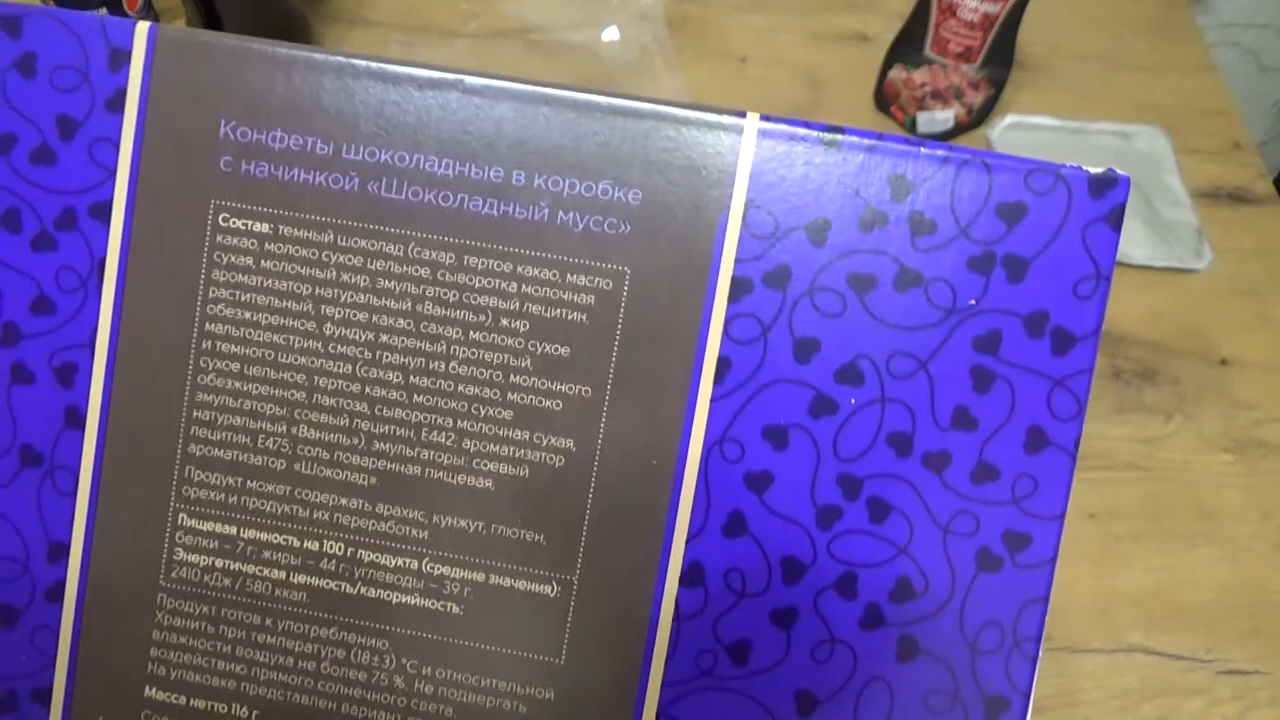 Конфеты шоколадные в коробке
с начинкой «Шоколадный мусс»
Состав: темный шоколад (сахар, тертое какао, масло
какао, молоко сухое цельное, сыворотка молочная
сухая, молочный жир, эмульгатор соевый лецитин,
ароматизатор натуральный «Ваниль»), жир
растительный, тертое какао, сахар, молоко сухое
обезжиренное, фундук жареный протертый,
мальтодекстрин, смесь гранул из белого, молочного
и темного шоколада (сахар, масло какао, молоко
сухое цельное, тертое какао, молоко сухое
обезжиренное, лактоза, сыворотка молочная сухая,
эмульгаторы: соевый лецитин, Е442; ароматизатор
натуральный «Ваниль»), эмульгаторы: соевый
лецитин, Е475; соль поваренная пищевая,
ароматизатор «Шоколад».
Продукт может содержать арахис, кунжут, глютен,
орехи и продукты их переработки
Пищевая ценность на 100 г продукта (средние значения):
белки – 7 г; жиры – 44 г; углеводы – 39 г.
Энергетическая ценность/калорийность:
2410 кДж / 580 ккал.
Продукт готов к употреблению.
Хранить при температуре (18±3) °С и относительной
влажности воздуха не более 75 %. Не подвергать
воздействию прямого солнечного света.
На упаковке представлен вариант
Масса нетто 116 г